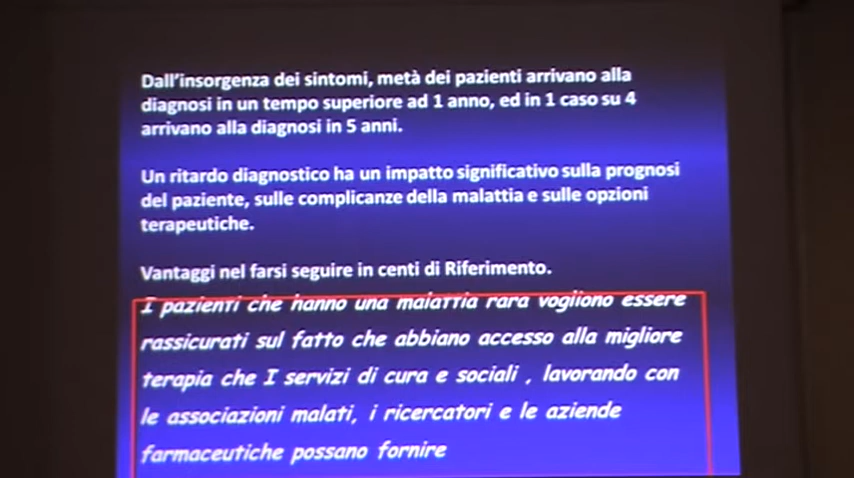 Dall'insorgenza dei sintomi, metà dei pazienti arrivano alla
diagnosi in un tempo superiore ad 1 anno, ed in 1 caso su 4
arrivano alla diagnosi in 5 anni.
Un ritardo diagnostico ha un impatto significativo sulla prognosi
del paziente, sulle complicanze della malattia e sulle opzioni
terapeutiche.
Vantaggi nel farsi seguire in centi di Riferimento.
I pazienti che hanno una malattia rara vogliono essere
rassicurati sul fatto che abbiano accesso alla migliore
terapia che I servizi di cura e sociali , lavorando con
le associazioni malati, i ricercatori e le aziende
farmaceutiche possano fornire